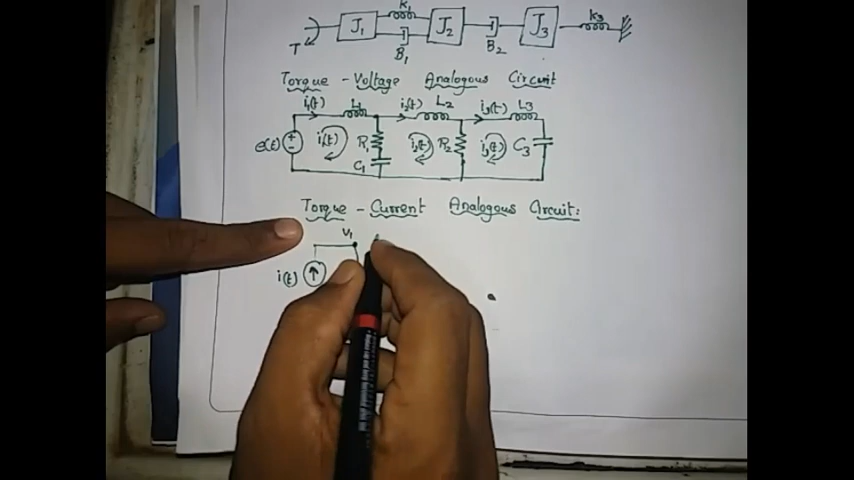 K₁ K₃
T J₁ J₂ J₃
B₁ B₂
Torque - Voltage Analogous Circuit
i₁(t) L₁ i₂(t) L₂ i₃(t) L3
e(t) + - i₁(t) R₁ i₂(t) R₂ i₃(t) C₃
C₁
Torque - Current Analogous Circuit:
V₁
i(t)